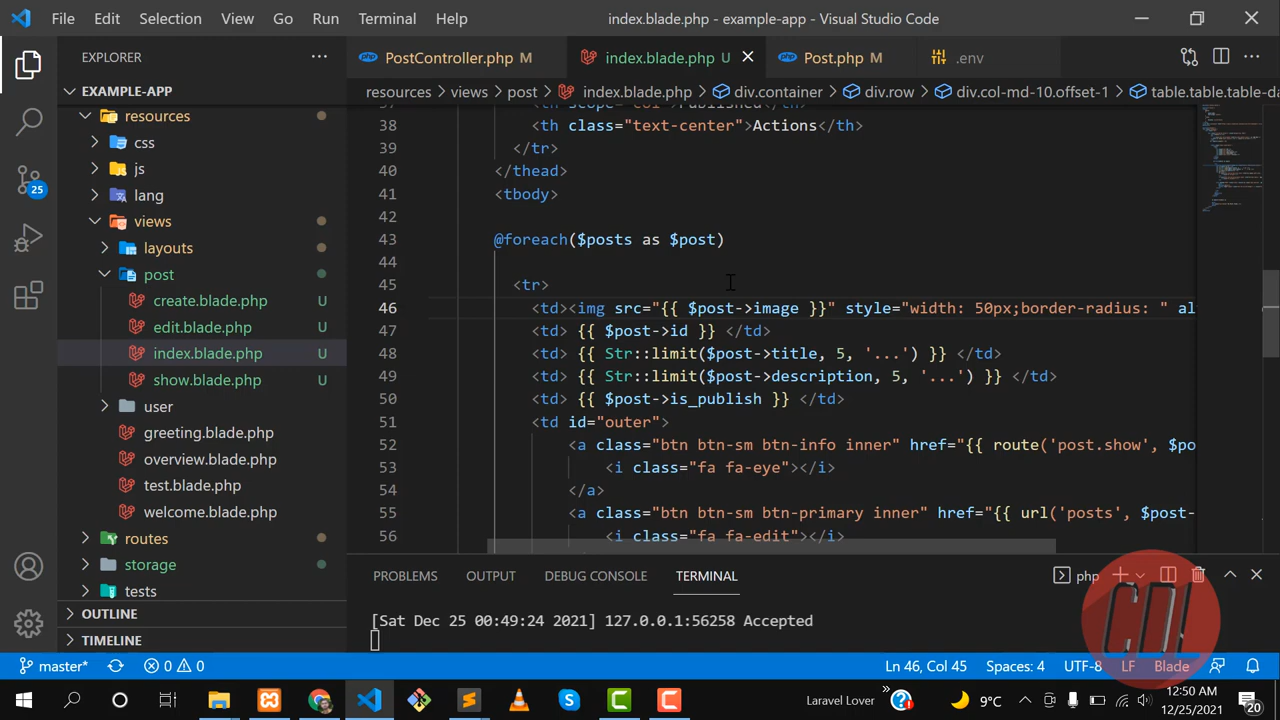 File Edit Selection View Go Run Terminal Help index.blade.php - example-app - Visual Studio Code
EXPLORER
PostController.php M index.blade.php U Post.php M .env
EXAMPLE-APP
resources > views > post > index.blade.php > div.container > div.row > div.col-md-10.offset-1 > table.table.table-da
resources
css
js
lang
views
layouts
post
create.blade.php U
edit.blade.php U
index.blade.php U
show.blade.php U
user
greeting.blade.php
overview.blade.php
test.blade.php
welcome.blade.php
routes
storage
tests
OUTLINE
TIMELINE
25
37 <th scope="col">Published</th>
38 <th class="text-center">Actions</th>
39 </tr>
40 </thead>
41 <tbody>
42
43 @foreach($posts as $post)
44
45 <tr>
46 <td><img src="{{ $post->image }}" style="width: 50px;border-radius: " al
47 <td> {{ $post->id }} </td>
48 <td> {{ Str::limit($post->title, 5, '...') }} </td>
49 <td> {{ Str::limit($post->description, 5, '...') }} </td>
50 <td> {{ $post->is_publish }} </td>
51 <td id="outer">
52 <a class="btn btn-sm btn-info inner" href="{{ route('post.show', $po
53 <i class="fa fa-eye"></i>
54 </a>
55 <a class="btn btn-sm btn-primary inner" href="{{ url('posts', $post-
56 <i class="fa fa-edit"></i>
PROBLEMS OUTPUT DEBUG CONSOLE TERMINAL php
[Sat Dec 25 00:49:24 2021] 127.0.0.1:56258 Accepted
master* 0 0 Ln 46, Col 45 Spaces: 4 UTF-8 LF Blade
Laravel Lover 9°C 12:50 AM
12/25/2021
20